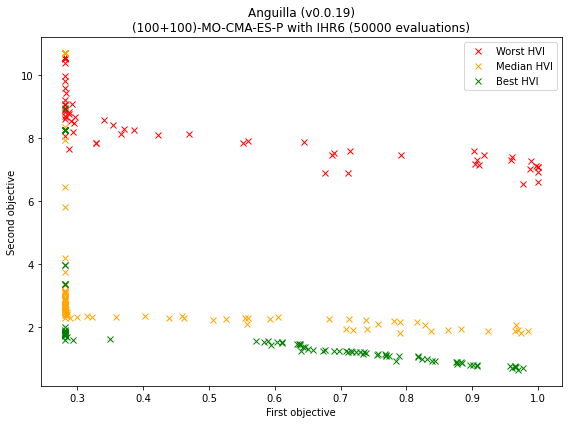 Anguilla (v0.0.19)
(100+100)-MO-CMA-ES-P with IHR6 (50000 evaluations)
Worst HVI
Median HVI
Best HVI
10
8
6
4
2
Second objective
0.3 0.4 0.5 0.6 0.7 0.8 0.9 1.0
First objective